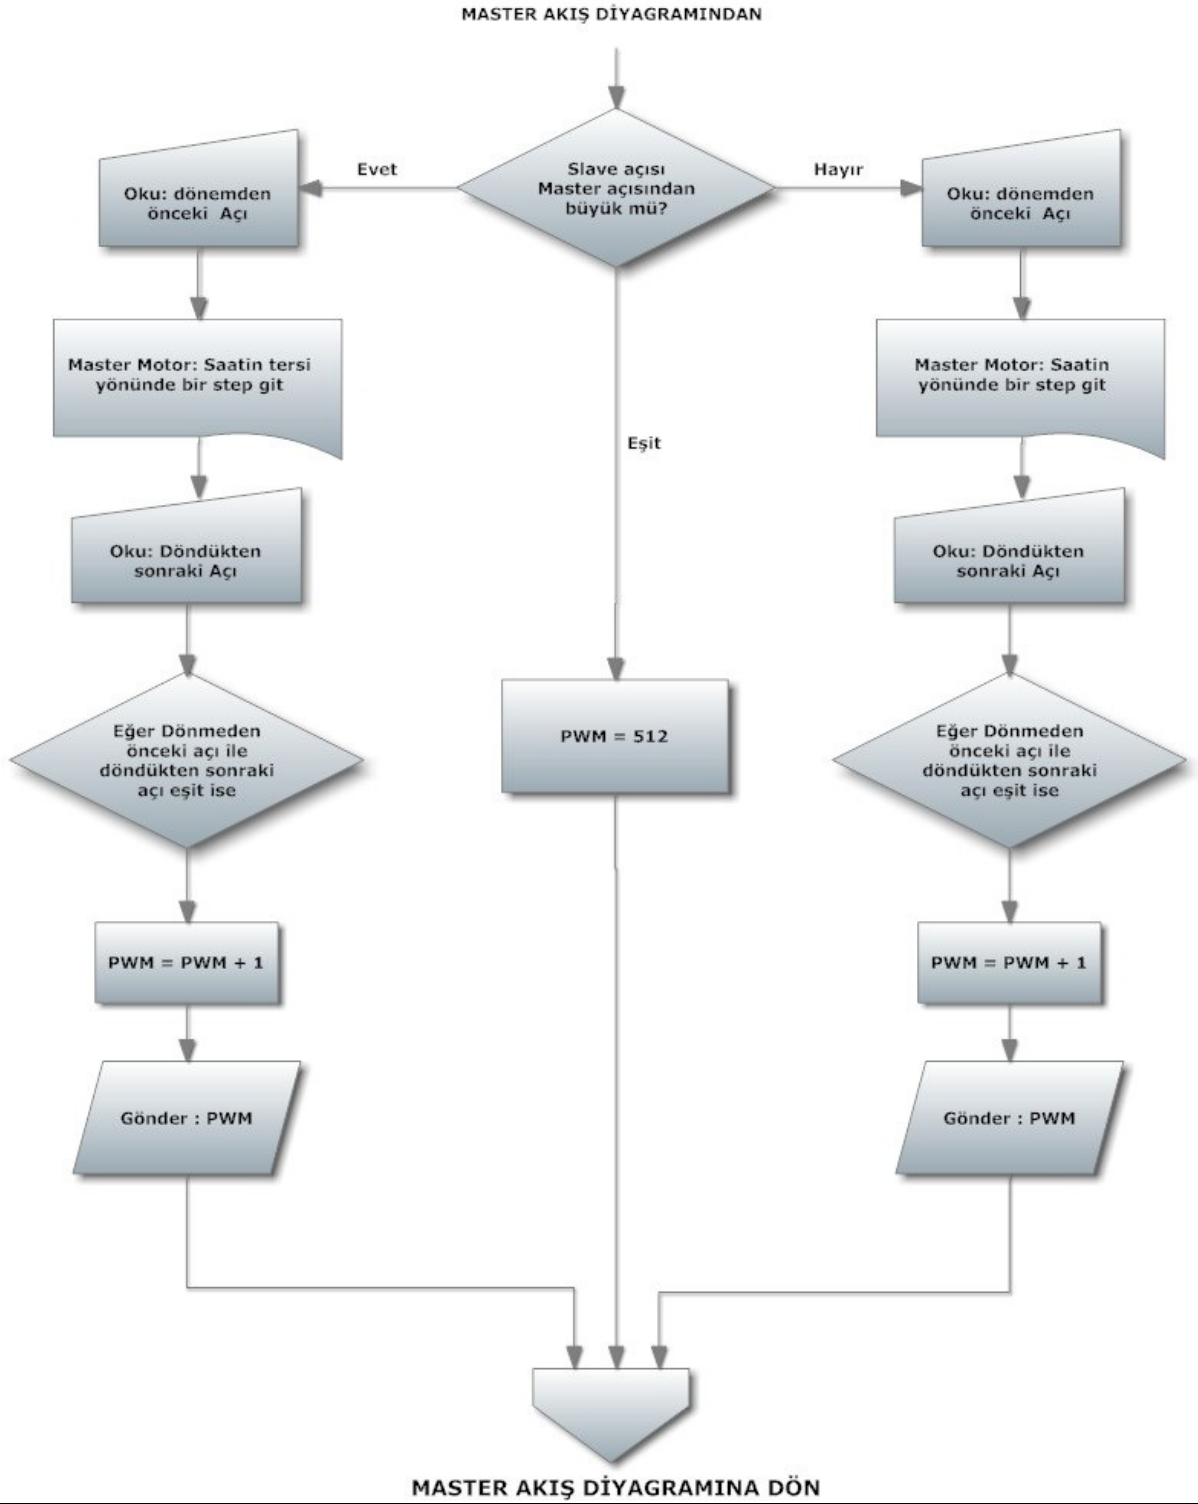 MASTER AKIŞ DİYAGRAMINDAN
Slave açısı
Master açısından
büyük mü?
Evet
Hayır
Eşit
Oku: dönemden
önceki Açı
Master Motor: Saatin tersi
yönünde bir step git
Oku: Döndükten
sonraki Açı
Eğer Dönmeden
önceki açı ile
döndükten sonraki
açı eşit ise
PWM = PWM + 1
Gönder : PWM
PWM = 512
Oku: dönemden
önceki Açı
Master Motor: Saatin
yönünde bir step git
Oku: Döndükten
sonraki Açı
Eğer Dönmeden
önceki açı ile
döndükten sonraki
açı eşit ise
PWM = PWM + 1
Gönder : PWM
MASTER AKIŞ DİYAGRAMINA DÖN